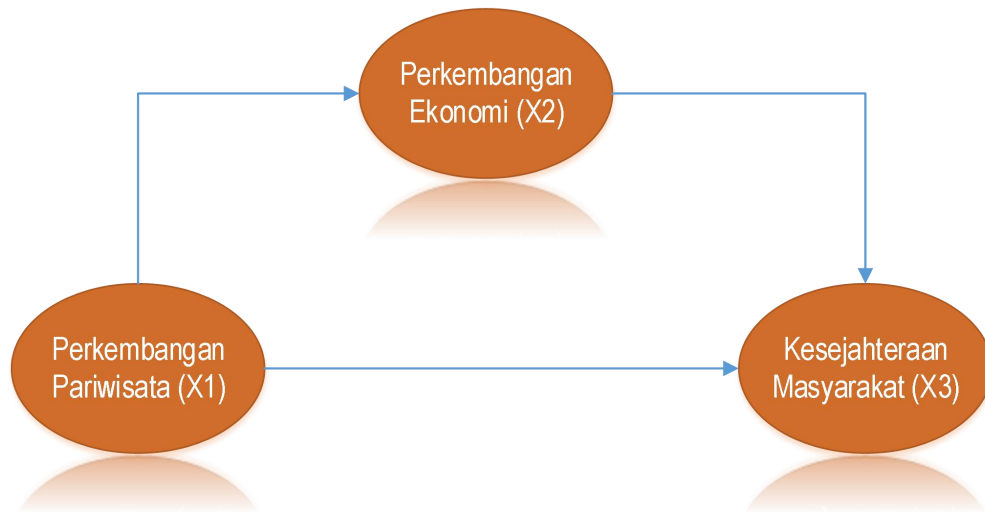 Perkembangan
Ekonomi (X2)
Perkembangan
Pariwisata (X1)
Kesejahteraan
Masyarakat (X3)